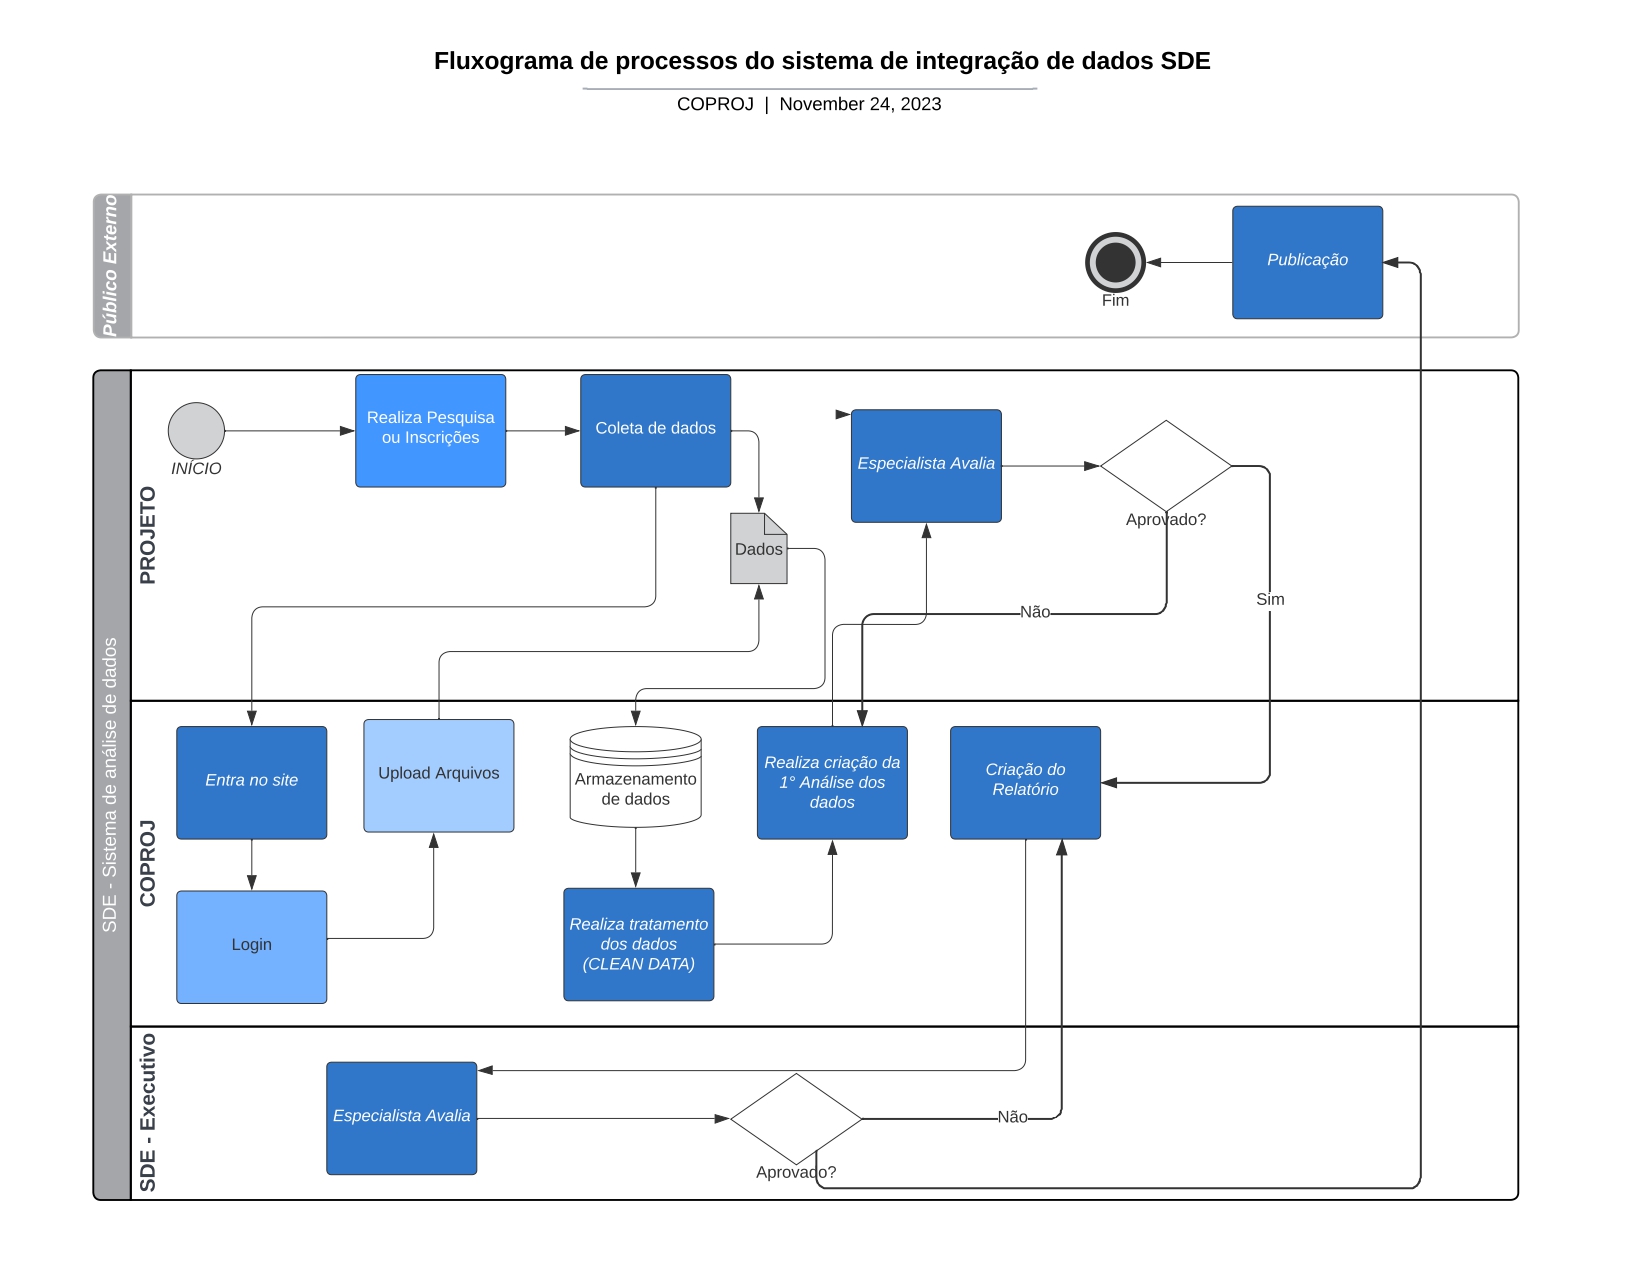 Fluxograma de processos do sistema de integração de dados SDE
COPROJ | November 24, 2023
Público Externo
Publicação
Fim
SDE - Sistema de análise de dados
PROJETO
INÍCIO
Realiza Pesquisa
ou Inscrições
Coleta de dados
Dados
Especialista Avalia
Aprovado?
Não
Sim
COPROJ
Entra no site
Upload Arquivos
Armazenamento
de dados
Realiza criação da
1° Análise dos
dados
Criação do
Relatório
Login
Realiza tratamento
dos dados
(CLEAN DATA)
SDE - Executivo
Especialista Avalia
Aprovado?
Não